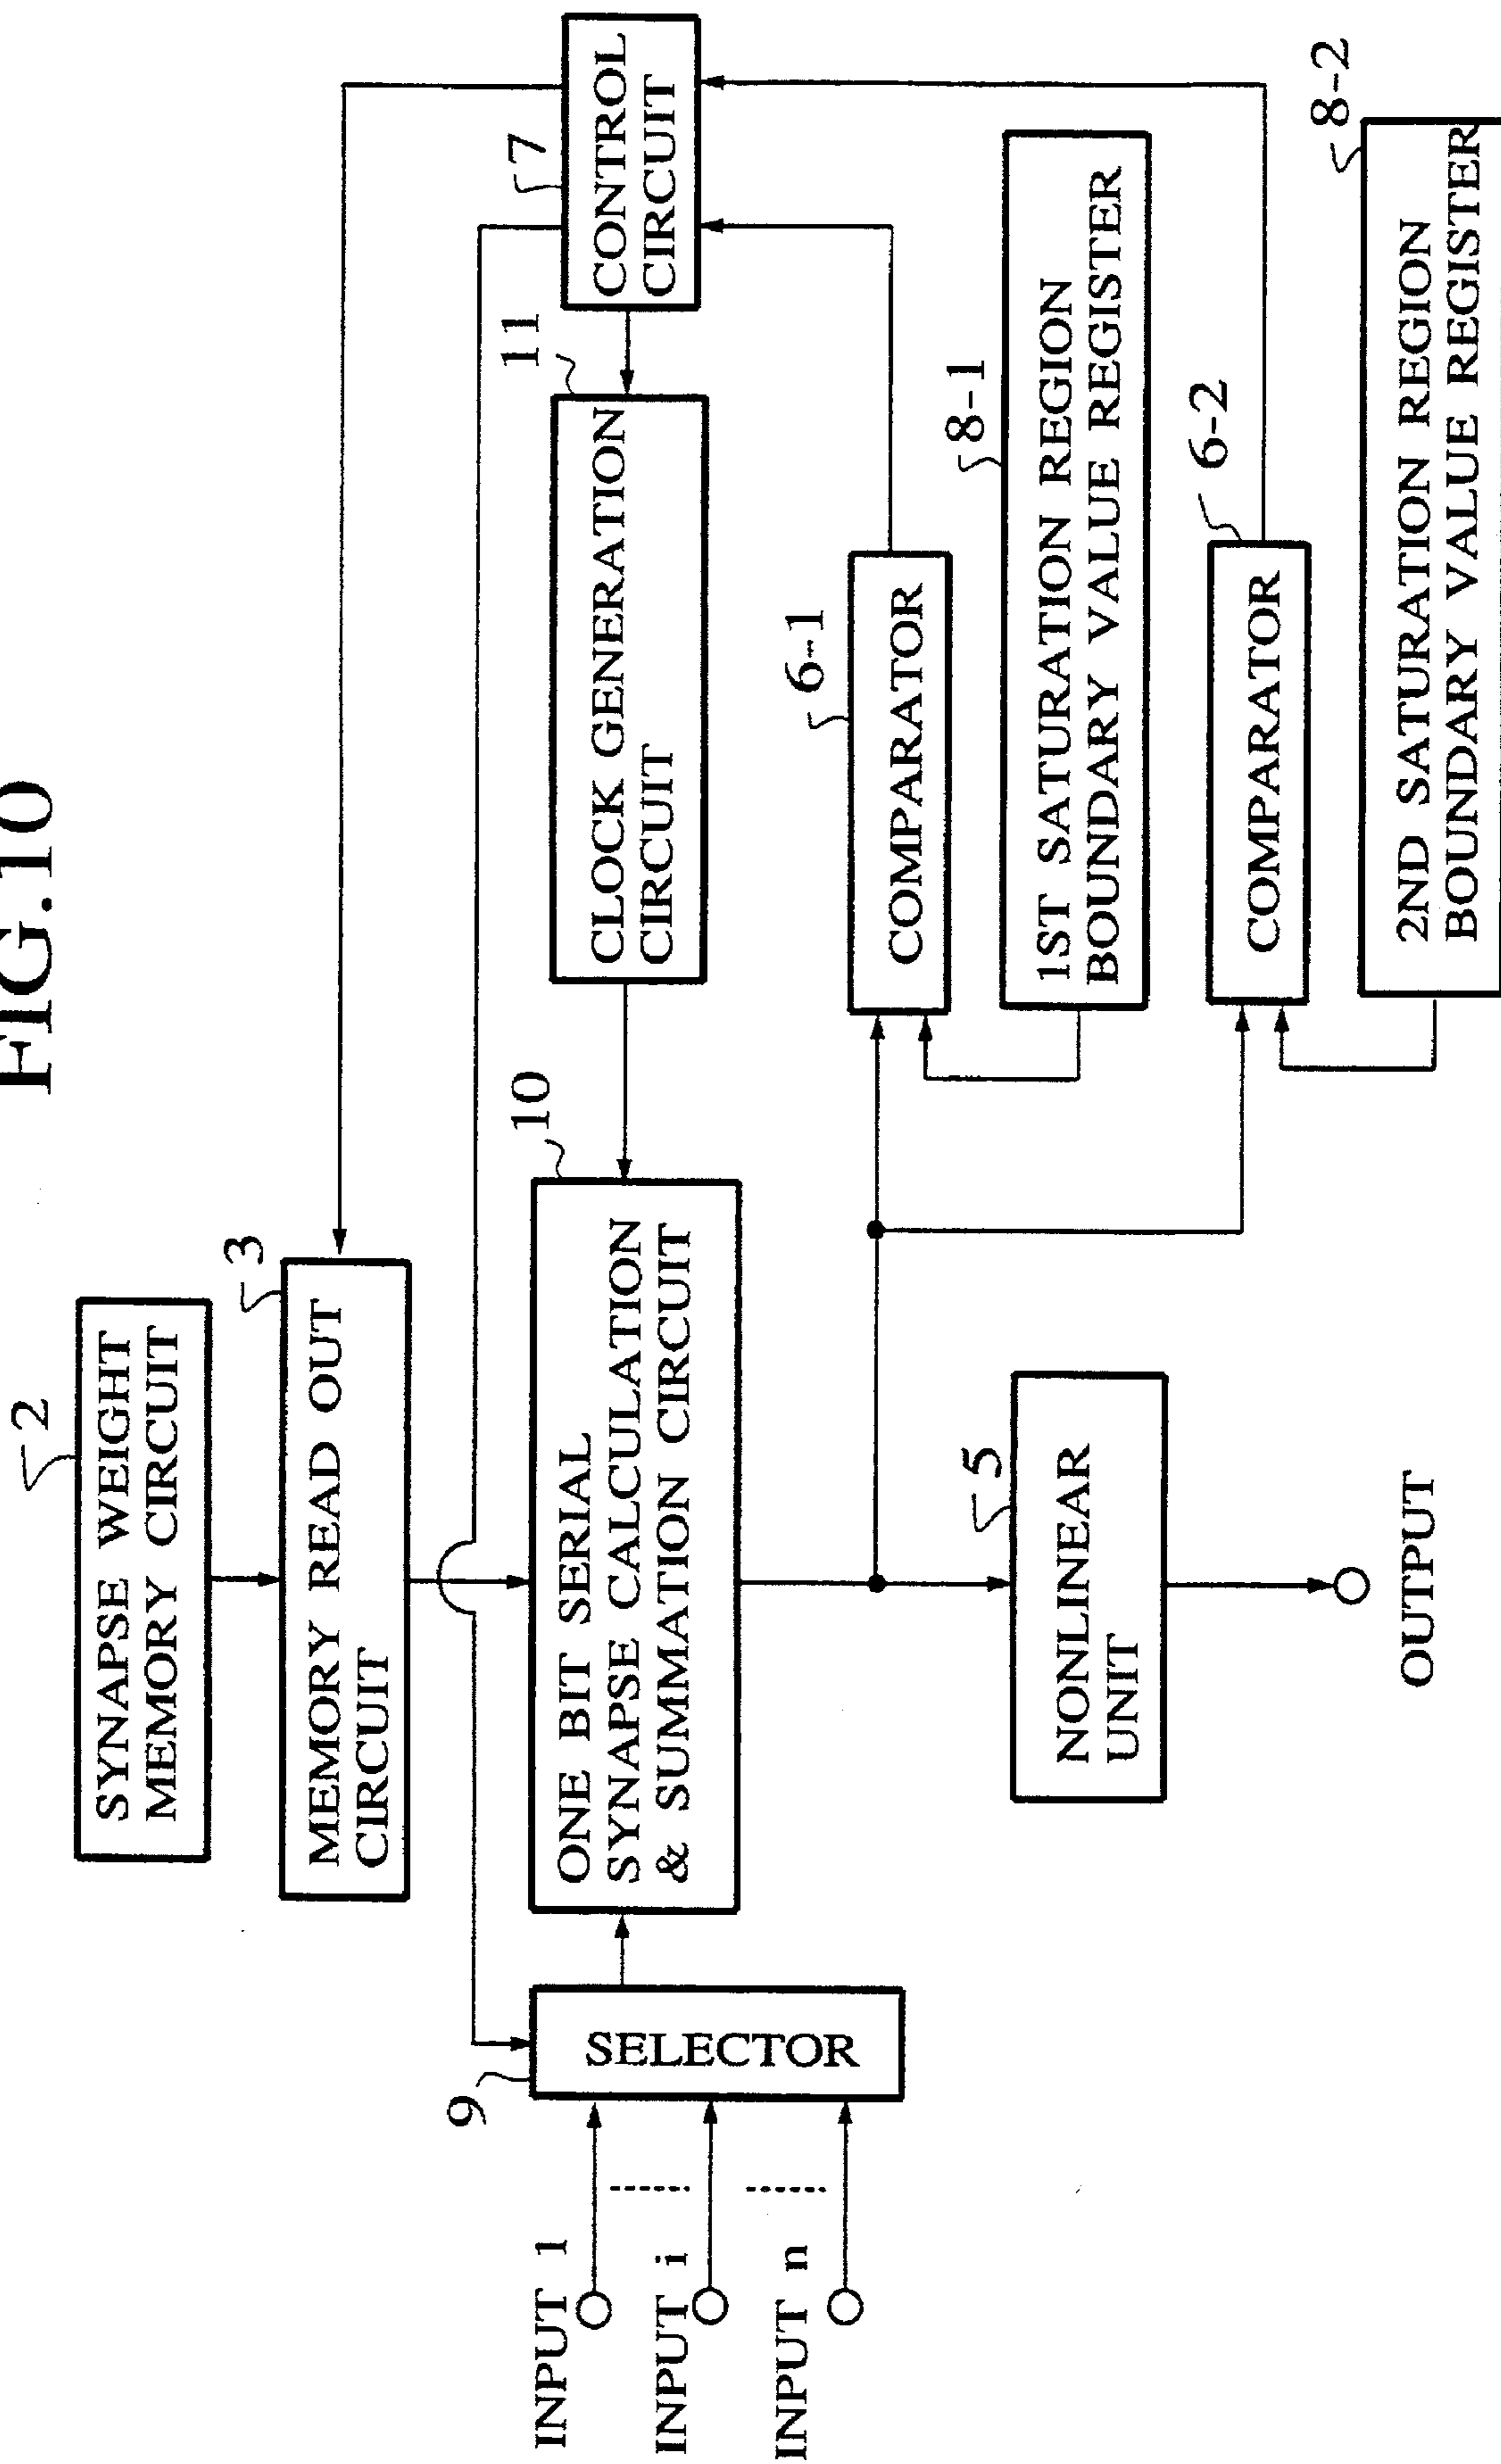 FIG.10
2
SYNAPSE WEIGHT
MEMORY CIRCUIT
3
MEMORY READ OUT
CIRCUIT
7
CONTROL
CIRCUIT
11
CLOCK GENERATION
CIRCUIT
10
ONE BIT SERIAL
SYNAPSE CALCULATION
& SUMMATION CIRCUIT
9
SELECTOR
INPUT 1
INPUT i
INPUT n
6-1
COMPARATOR
8-1
1ST SATURATION REGION
BOUNDARY VALUE REGISTER
5
NONLINEAR
UNIT
6-2
COMPARATOR
8-2
2ND SATURATION REGION
BOUNDARY VALUE REGISTER
OUTPUT